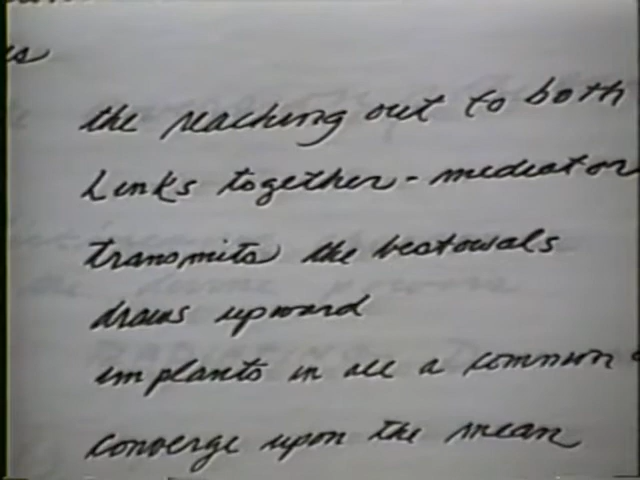 the reaching out to both
Links together - mediator
transmits the bestowals
draws upward
implants in all a common
converge upon the mean